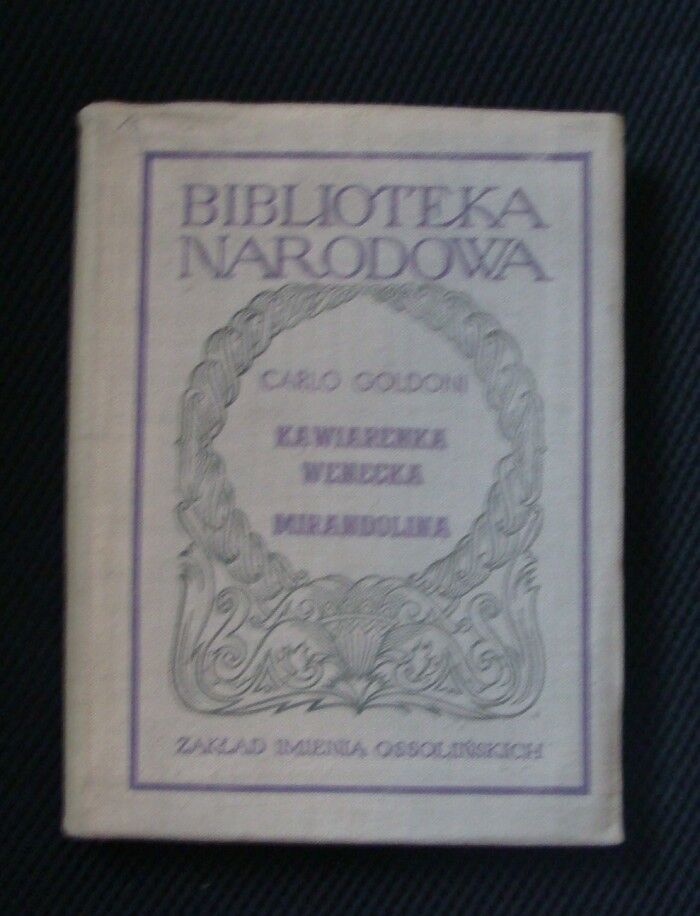 BIBLIOTEKA
NARODOWA
CARLO GOLDONI
KAWIARENKA
WENECKA
MIRANDOLINA
ZAKŁAD IMIENIA OSSOLIŃSKICH